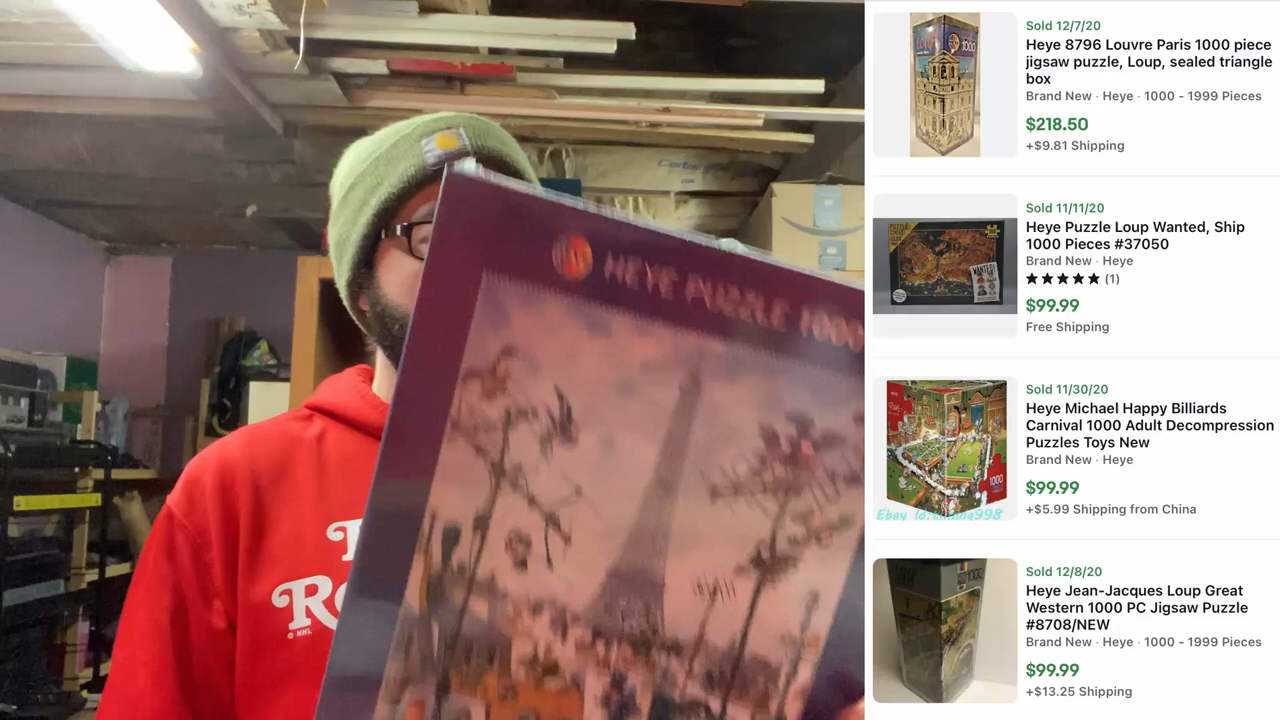 HEYE PUZZLE 1000
R
© NHL
Sold 12/7/20
Heye 8796 Louvre Paris 1000 piece
jigsaw puzzle, Loup, sealed triangle
box
Brand New · Heye · 1000 - 1999 Pieces
$218.50
+$9.81 Shipping
Sold 11/11/20
Heye Puzzle Loup Wanted, Ship
1000 Pieces #37050
Brand New · Heye
(1)
$99.99
Free Shipping
WANTED
Sold 11/30/20
Heye Michael Happy Billiards
Carnival 1000 Adult Decompression
Puzzles Toys New
Brand New · Heye
$99.99
+$5.99 Shipping from China
1000
Sold 12/8/20
Heye Jean-Jacques Loup Great
Western 1000 PC Jigsaw Puzzle
#8708/NEW
Brand New · Heye · 1000 - 1999 Pieces
$99.99
+$13.25 Shipping